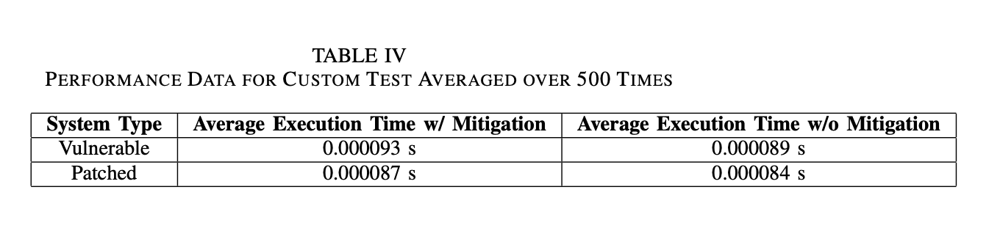 TABLE IV
PERFORMANCE DATA FOR CUSTOM TEST AVERAGED OVER 500 TIMES
System Type Average Execution Time w/ Mitigation Average Execution Time w/o Mitigation
Vulnerable 0.000093 s 0.000089 s
Patched 0.000087 s 0.000084 s